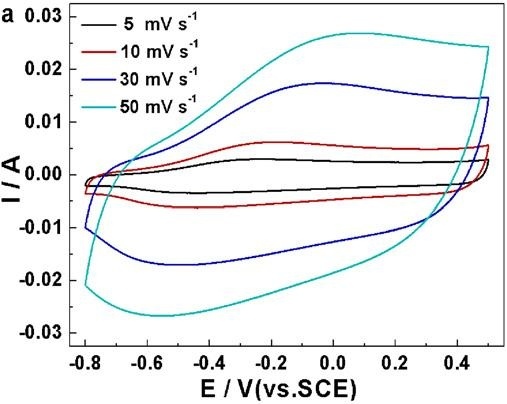 a
5 mV s⁻¹
10 mV s⁻¹
30 mV s⁻¹
50 mV s⁻¹
I / A
0.03
0.02
0.01
0.00
-0.01
-0.02
-0.03
-0.8 -0.6 -0.4 -0.2 0.0 0.2 0.4
E / V(vs.SCE)